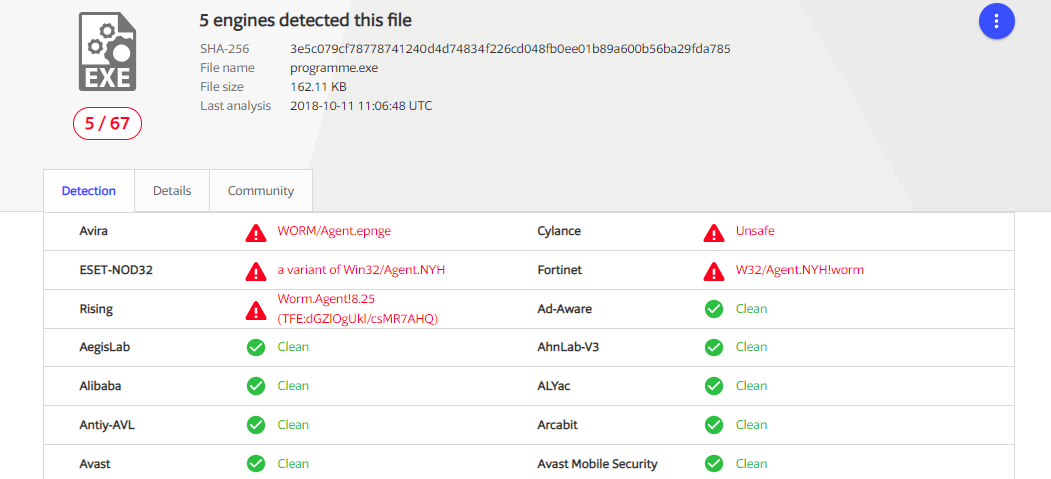 5 engines detected this file
SHA-256 3e5c079cf78778741240d4d74834f226cd048fb0ee01b89a600b56ba29fda785
File name programme.exe
File size 162.11 KB
Last analysis 2018-10-11 11:06:48 UTC
EXE
5 / 67
Detection Details Community
Avira WORM/Agent.epnge Cylance Unsafe
ESET-NOD32 a variant of Win32/Agent.NYH Fortinet W32/Agent.NYH!worm
Rising Worm.Agent!8.25
(TFE:dGZlOgUkl/csMR7AHQ) Ad-Aware Clean
AegisLab Clean AhnLab-V3 Clean
Alibaba Clean ALYac Clean
Antiy-AVL Clean Arcabit Clean
Avast Clean Avast Mobile Security Clean